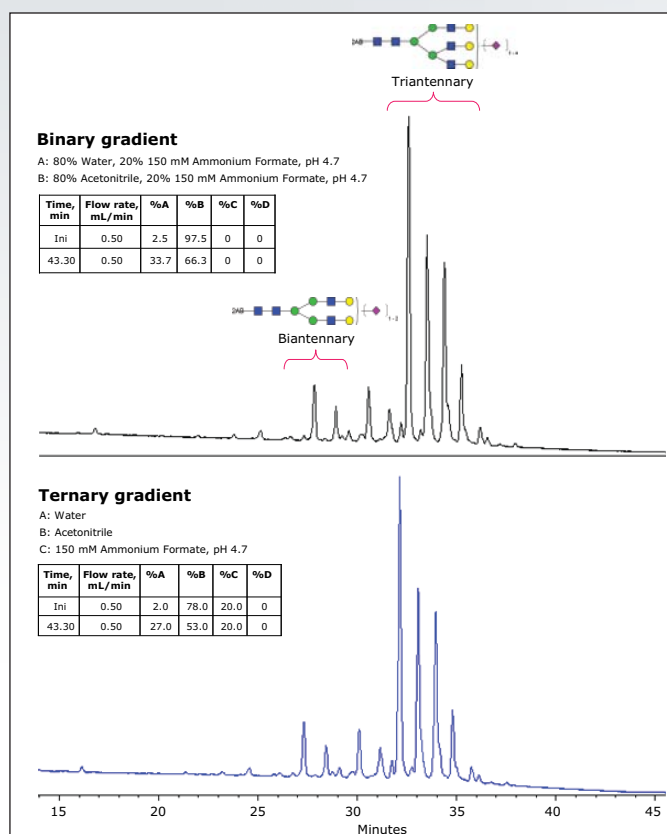 2AB
1-4
Triantennary
Binary gradient
A: 80% Water, 20% 150 mM Ammonium Formate, pH 4.7
B: 80% Acetonitrile, 20% 150 mM Ammonium Formate, pH 4.7
Time, min Flow rate, mL/min %A %B %C %D
Ini 0.50 2.5 97.5 0 0
43.30 0.50 33.7 66.3 0 0
2AB
1-2
Biantennary
Ternary gradient
A: Water
B: Acetonitrile
C: 150 mM Ammonium Formate, pH 4.7
Time, min Flow rate, mL/min %A %B %C %D
Ini 0.50 2.0 78.0 20.0 0
43.30 0.50 27.0 53.0 20.0 0
15 20 25 30 35 40 45
Minutes